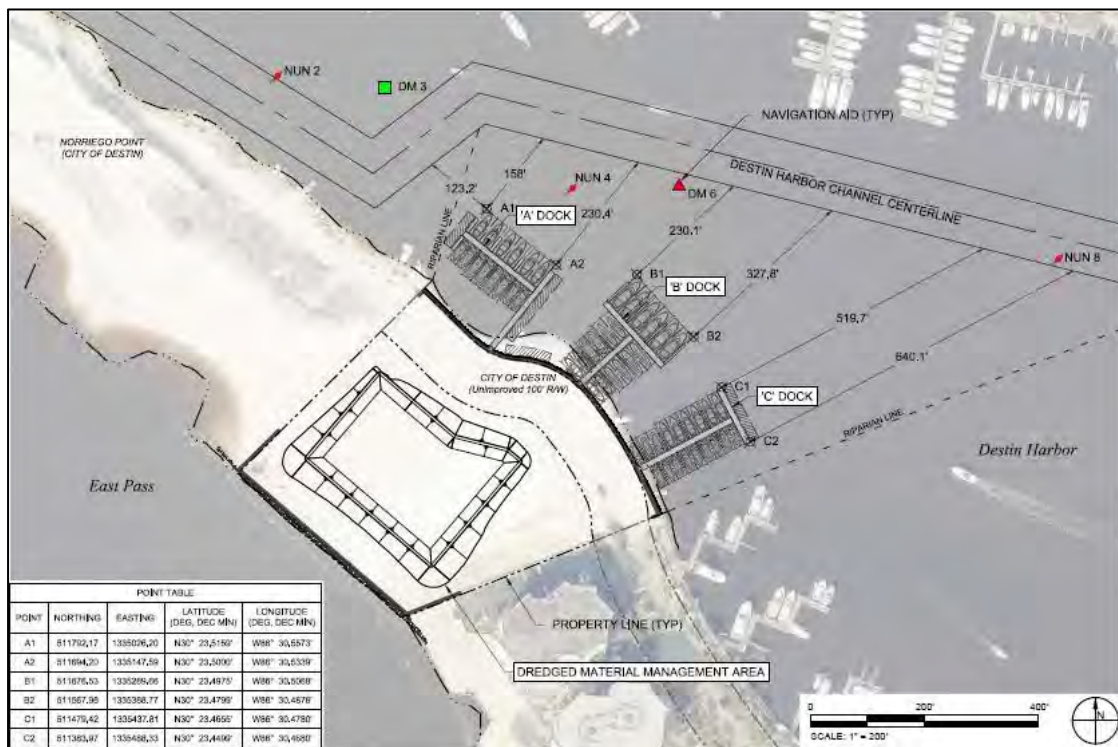 NUN 2
DM 3
NORRIEGO POINT
(CITY OF DESTIN)
NAVIGATION AID (TYP)
DESTIN HARBOR CHANNEL CENTERLINE
123.2'
158'
NUN 4
DM 6
A1
'A' DOCK
230.4'
230.1'
RIPARIAN LINE
A2
B1
'B' DOCK
327.8'
NUN 8
519.7'
B2
640.1'
CITY OF DESTIN
(Unimproved 100' R/W)
C1
'C' DOCK
C2
RIPARIAN LINE
Destin Harbor
East Pass
PROPERTY LINE (TYP)
DREDGED MATERIAL MANAGEMENT AREA
POINT TABLE
POINT NORTHING EASTING LATITUDE (DEG, DEC MIN) LONGITUDE (DEG, DEC MIN)
A1 511792.17 1335026.20 N30° 23.5159' W86° 30.5573'
A2 511694.20 1335147.59 N30° 23.5000' W86° 30.5339'
B1 511676.53 1335289.66 N30° 23.4975' W86° 30.5068'
B2 511567.96 1335388.77 N30° 23.4799' W86° 30.4876'
C1 511479.42 1335437.81 N30° 23.4655' W86° 30.4780'
C2 511383.97 1335488.33 N30° 23.4499' W86° 30.4680'
0 200' 400'
SCALE: 1" = 200'
N